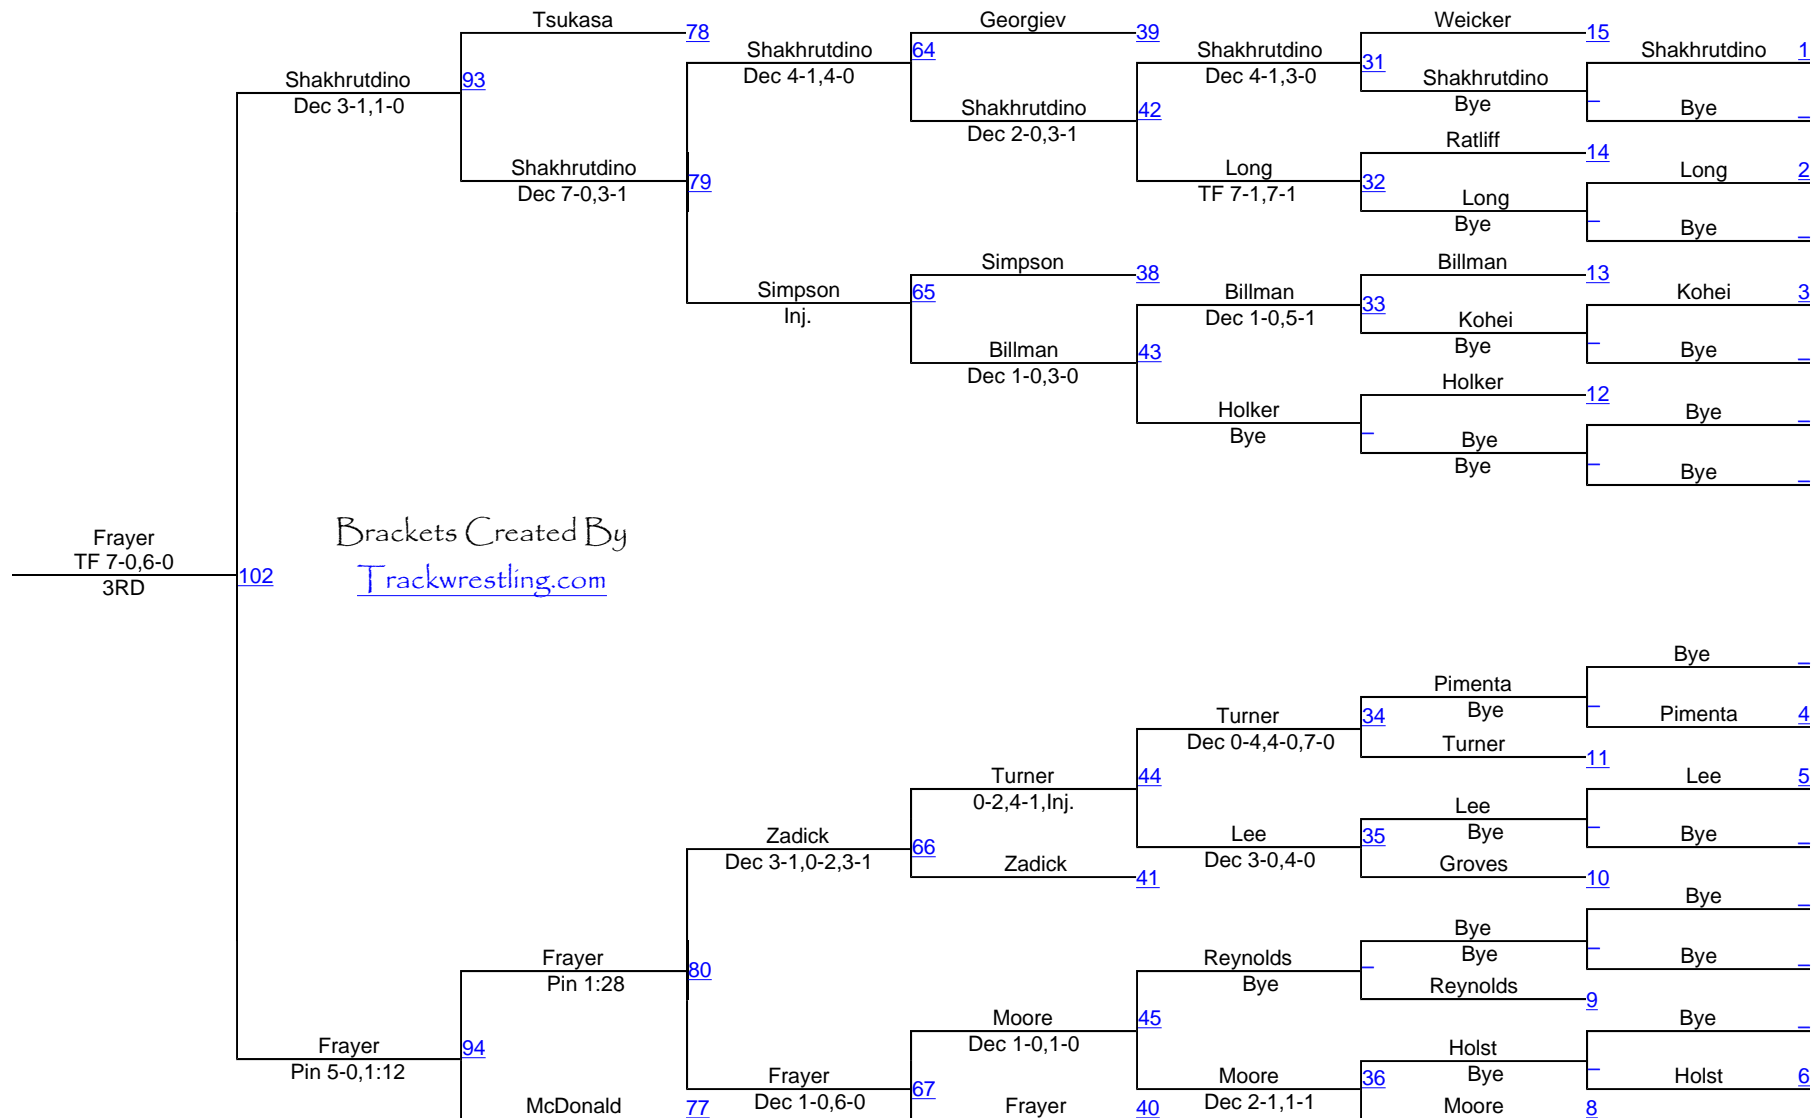 Tsukasa
78
Georgiev
39
Weicker
15
Shakhrutdino
1
Shakhrutdino
Dec 4-1,4-0
64
Shakhrutdino
Dec 4-1,3-0
31
Shakhrutdino
Bye
Bye
Shakhrutdino
Dec 3-1,1-0
93
Shakhrutdino
Dec 2-0,3-1
42
Ratliff
14
Long
2
Shakhrutdino
Dec 7-0,3-1
79
Long
TF 7-1,7-1
32
Long
Bye
Bye
Simpson
38
Billman
13
Kohei
3
Simpson
Inj.
65
Billman
Dec 1-0,5-1
33
Kohei
Bye
Bye
Billman
Dec 1-0,3-0
43
Holker
12
Holker
Bye
Bye
Bye
Bye
Bye
Frayer
TF 7-0,6-0
3RD
102
Brackets Created By
Trackwrestling.com
Bye
Pimenta
Bye
Pimenta
4
Turner
Dec 0-4,4-0,7-0
34
Turner
11
Turner
0-2,4-1,Inj.
44
Lee
5
Lee
Bye
Bye
Zadick
Dec 3-1,0-2,3-1
66
Lee
Dec 3-0,4-0
35
Zadick
41
Groves
10
Bye
Bye
Bye
Bye
Frayer
Pin 1:28
80
Reynolds
Bye
Reynolds
9
Moore
Dec 1-0,1-0
45
Bye
Frayer
Pin 5-0,1:12
94
Holst
Bye
Holst
6
Frayer
Dec 1-0,6-0
67
Moore
Dec 2-1,1-1
36
McDonald
77
Frayer
40
Moore
8